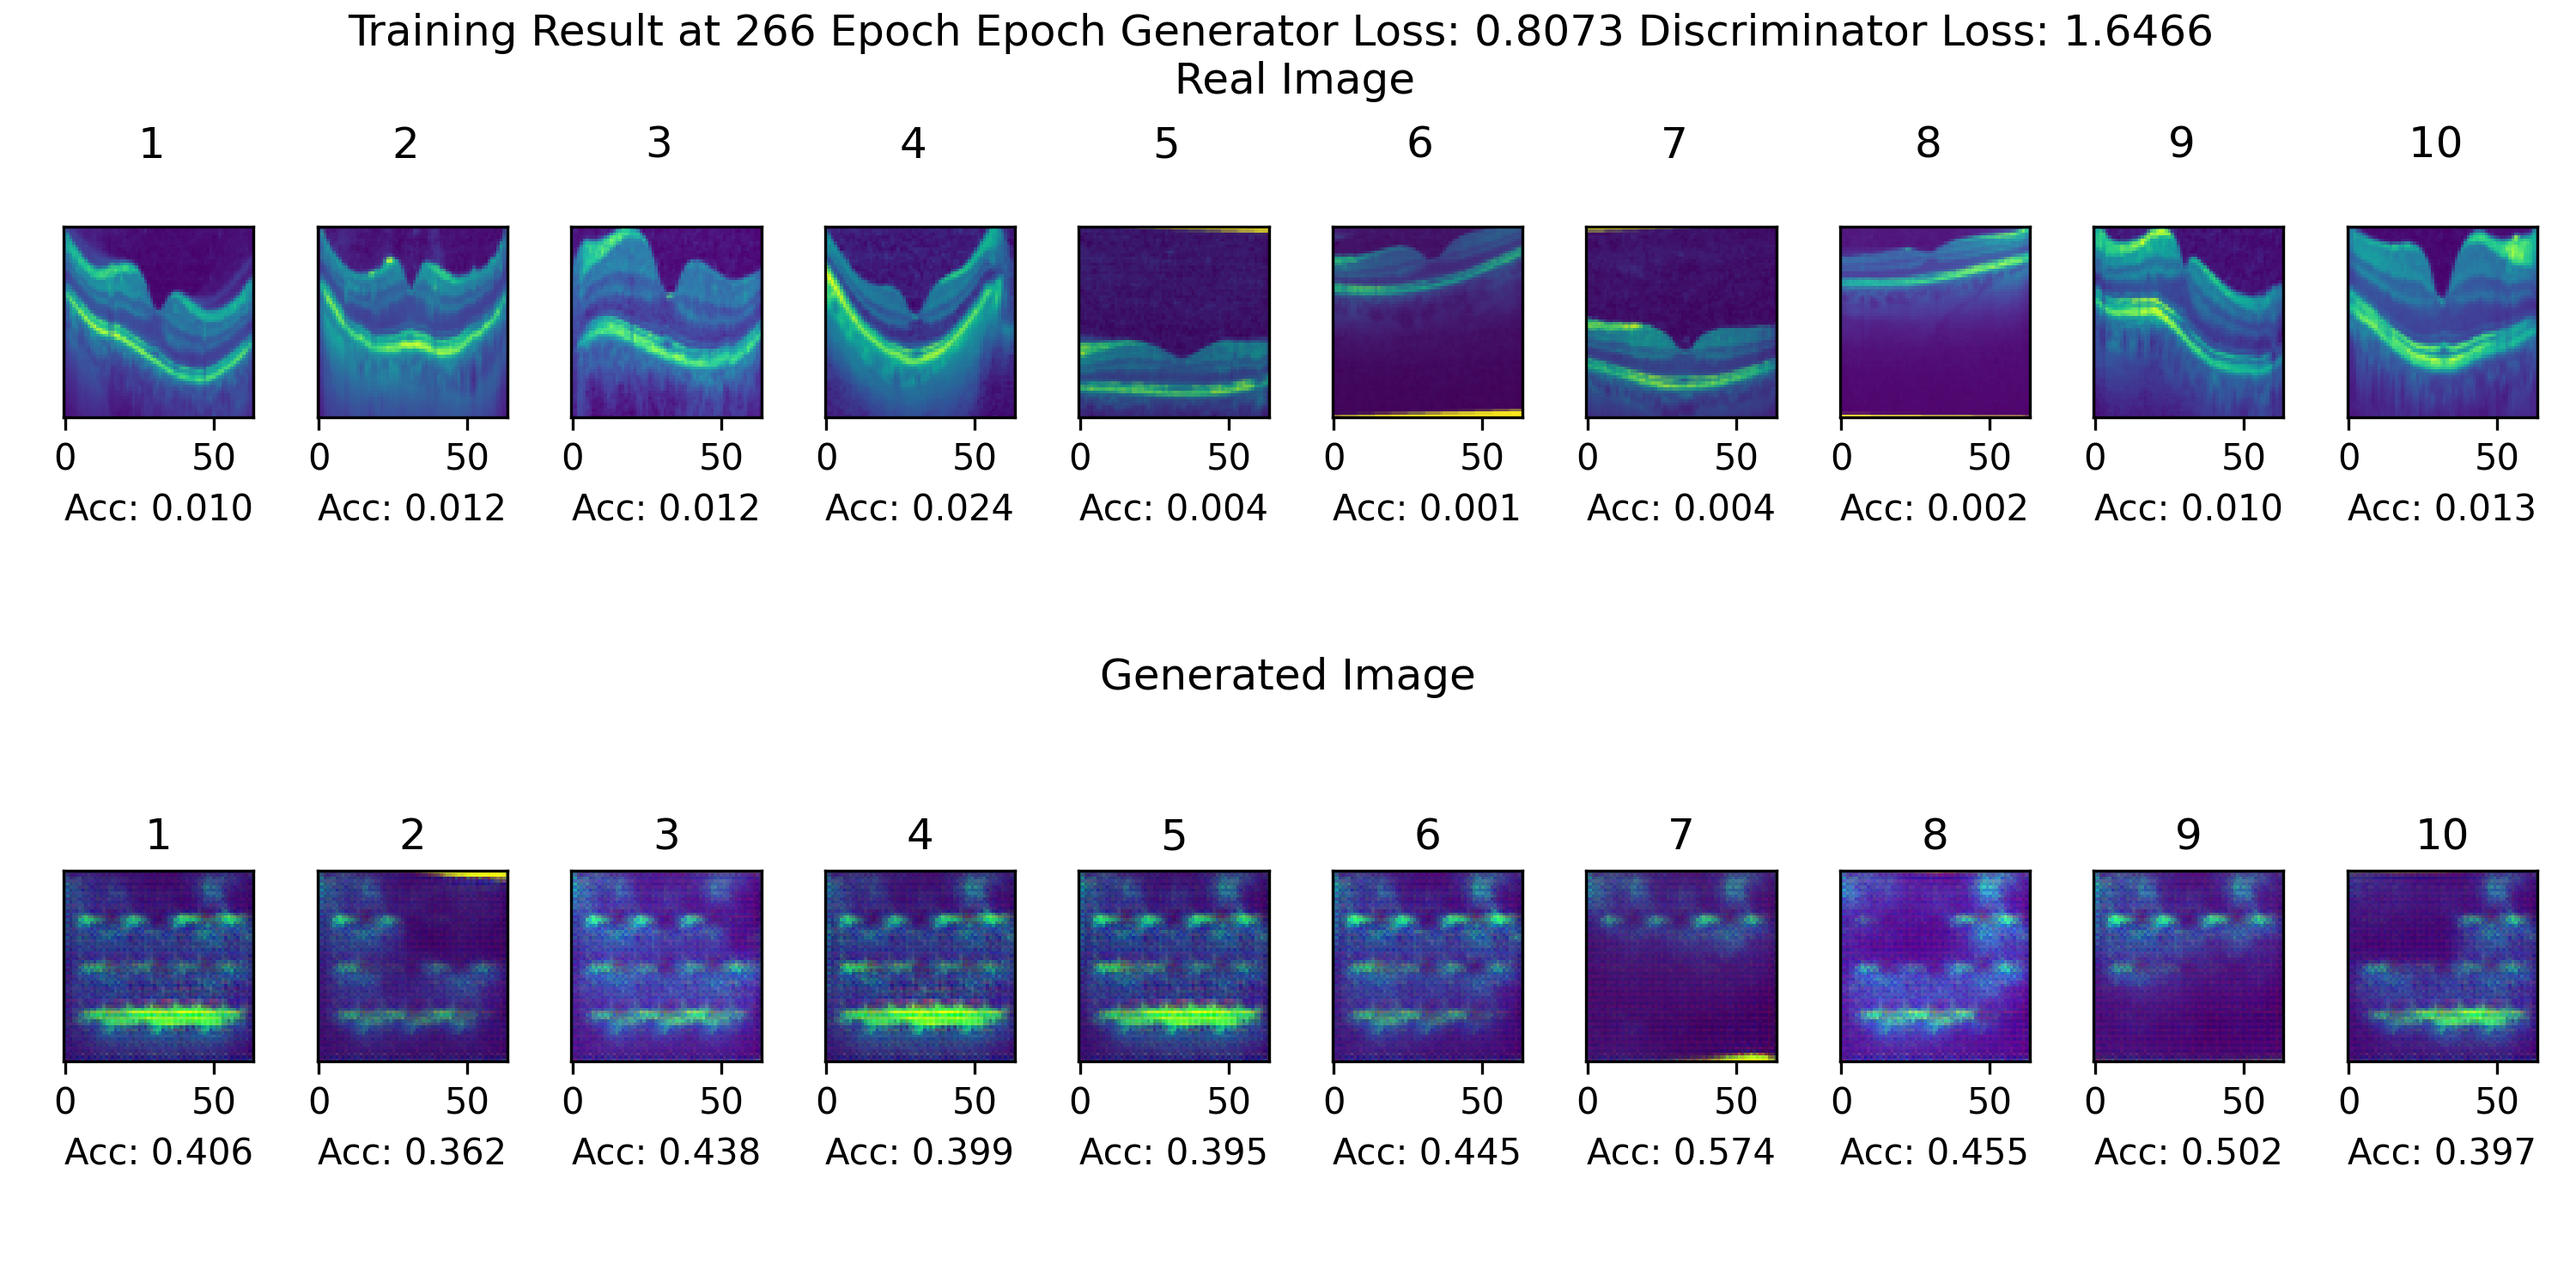 Training Result at 266 Epoch Epoch Generator Loss: 0.8073 Discriminator Loss: 1.6466
Real Image
1 2 3 4 5 6 7 8 9 10
0 50 0 50 0 50 0 50 0 50 0 50 0 50 0 50 0 50 0 50
Acc: 0.010 Acc: 0.012 Acc: 0.012 Acc: 0.024 Acc: 0.004 Acc: 0.001 Acc: 0.004 Acc: 0.002 Acc: 0.010 Acc: 0.013
Generated Image
1 2 3 4 5 6 7 8 9 10
0 50 0 50 0 50 0 50 0 50 0 50 0 50 0 50 0 50 0 50
Acc: 0.406 Acc: 0.362 Acc: 0.438 Acc: 0.399 Acc: 0.395 Acc: 0.445 Acc: 0.574 Acc: 0.455 Acc: 0.502 Acc: 0.397